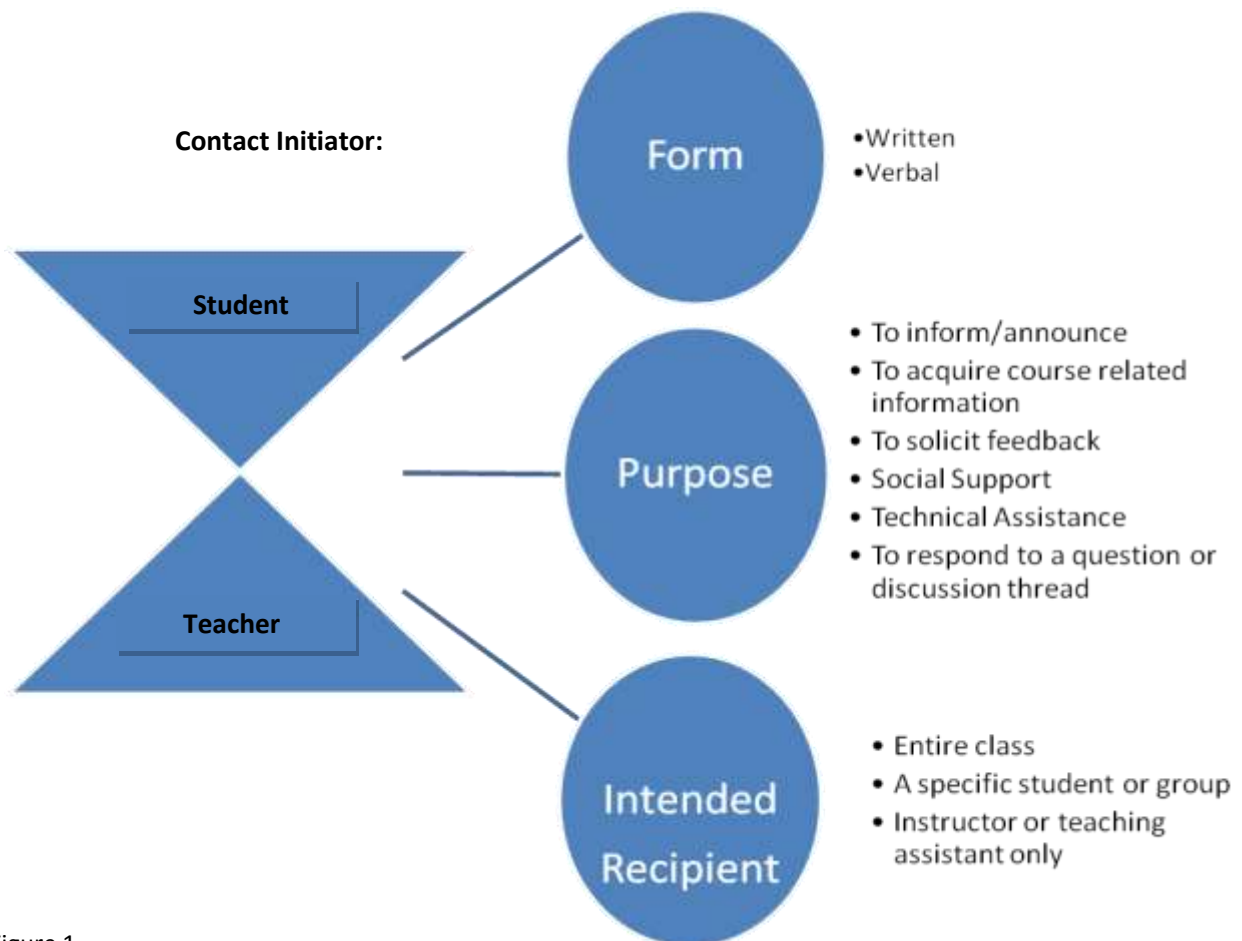 Contact Initiator:
Student
Teacher
Form
•Written
•Verbal
Purpose
• To inform/announce
• To acquire course related
information
• To solicit feedback
• Social Support
• Technical Assistance
• To respond to a question or
discussion thread
Intended
Recipient
• Entire class
• A specific student or group
• Instructor or teaching
assistant only
Figure 1